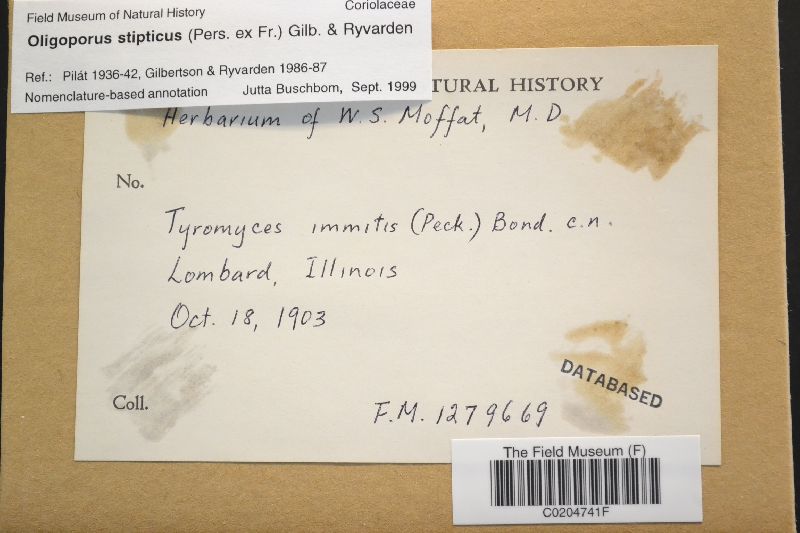 Field Museum of Natural History
Coriolaceae
Oligoporus stipticus (Pers. ex Fr.) Gilb. & Ryvarden
Ref.: Pilát 1936-42, Gilbertson & Ryvarden 1986-87
Nomenclature-based annotation Jutta Buschbom, Sept. 1999
TURAL HISTORY
Herbarium of W. S. Moffat, M. D
No.
Tyromyces immitis (Peck.) Bond. c.n.
Lombard, Illinois
Oct. 18, 1903
DATABASED
Coll.
F.M. 1279669
The Field Museum (F)
C0204741F